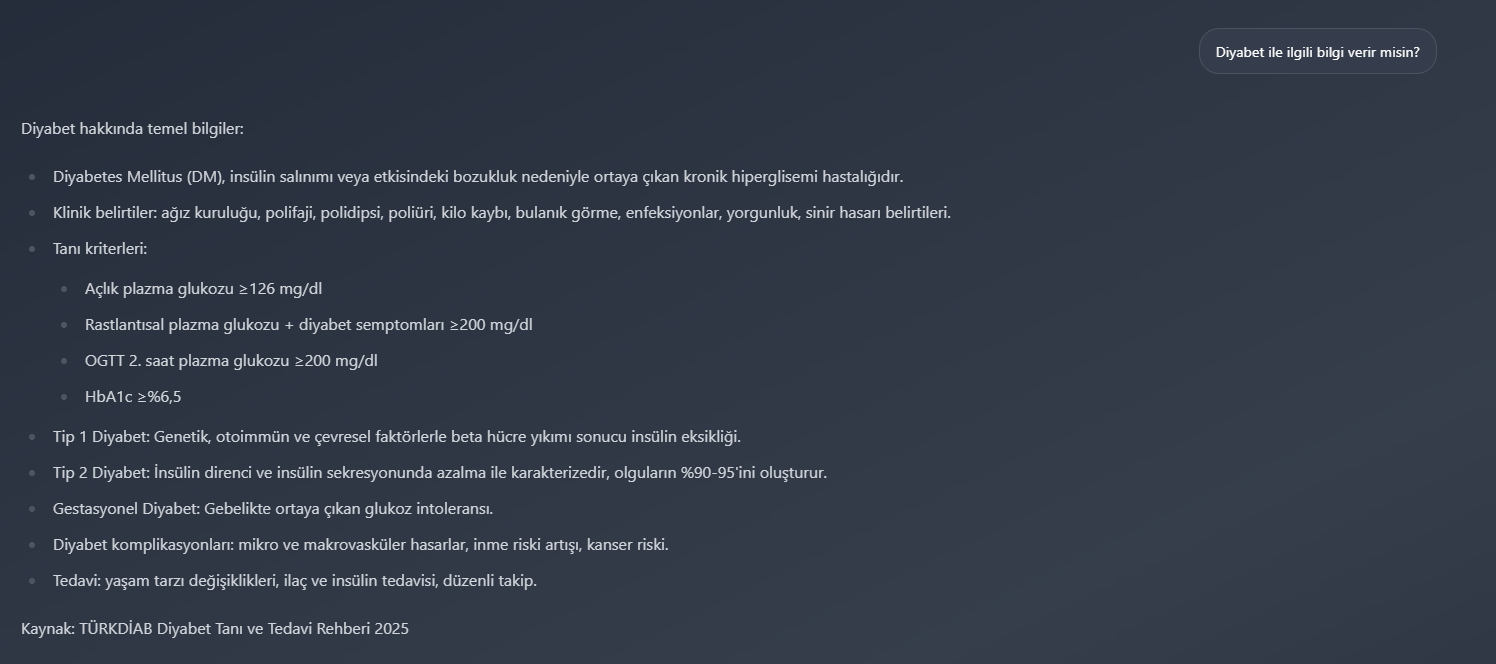 Diyabet ile ilgili bilgi verir misin?
Diyabet hakkında temel bilgiler:
Diyabetes Mellitus (DM), insülin salınımı veya etkisindeki bozukluk nedeniyle ortaya çıkan kronik hiperglisemi hastalığıdır.
Klinik belirtiler: ağız kuruluğu, polifaji, polidipsi, poliüri, kilo kaybı, bulanık görme, enfeksiyonlar, yorgunluk, sinir hasarı belirtileri.
Tanı kriterleri:
Açlık plazma glukozu ≥126 mg/dl
Rastlantısal plazma glukozu + diyabet semptomları ≥200 mg/dl
OGTT 2. saat plazma glukozu ≥200 mg/dl
HbA1c ≥%6,5
Tip 1 Diyabet: Genetik, otoimmün ve çevresel faktörlerle beta hücre yıkımı sonucu insülin eksikliği.
Tip 2 Diyabet: İnsülin direnci ve insülin sekresyonunda azalma ile karakterizedir, olguların %90-95'ini oluşturur.
Gestasyonel Diyabet: Gebelikte ortaya çıkan glukoz intoleransı.
Diyabet komplikasyonları: mikro ve makrovasküler hasarlar, inme riski artışı, kanser riski.
Tedavi: yaşam tarzı değişiklikleri, ilaç ve insülin tedavisi, düzenli takip.
Kaynak: TÜRKDİAB Diyabet Tanı ve Tedavi Rehberi 2025